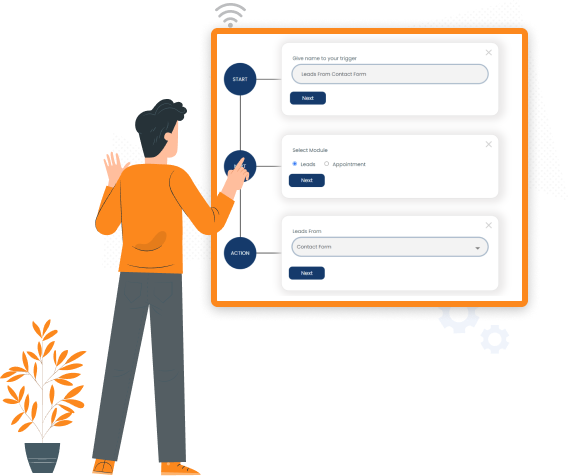 Give name to your trigger
START
Leads From Contact Form
Next
Select Module
Leads
Appointment
Next
Leads From
Contact Form
ACTION
Next